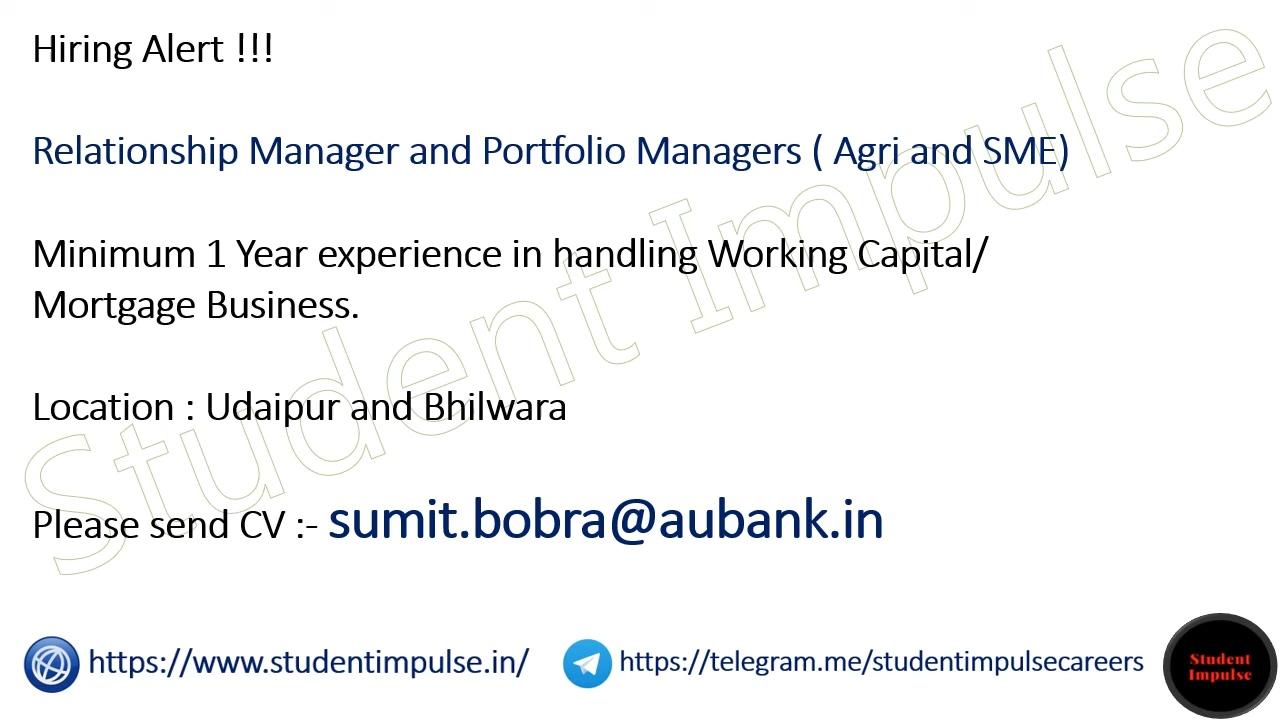 Hiring Alert !!!
Relationship Manager and Portfolio Managers ( Agri and SME)
Minimum 1 Year experience in handling Working Capital/
Mortgage Business.
Location : Udaipur and Bhilwara
Please send CV :- sumit.bobra@aubank.in
Student Impulse
https://www.studentimpulse.in/
https://telegram.me/studentimpulsecareers
Student
Impulse